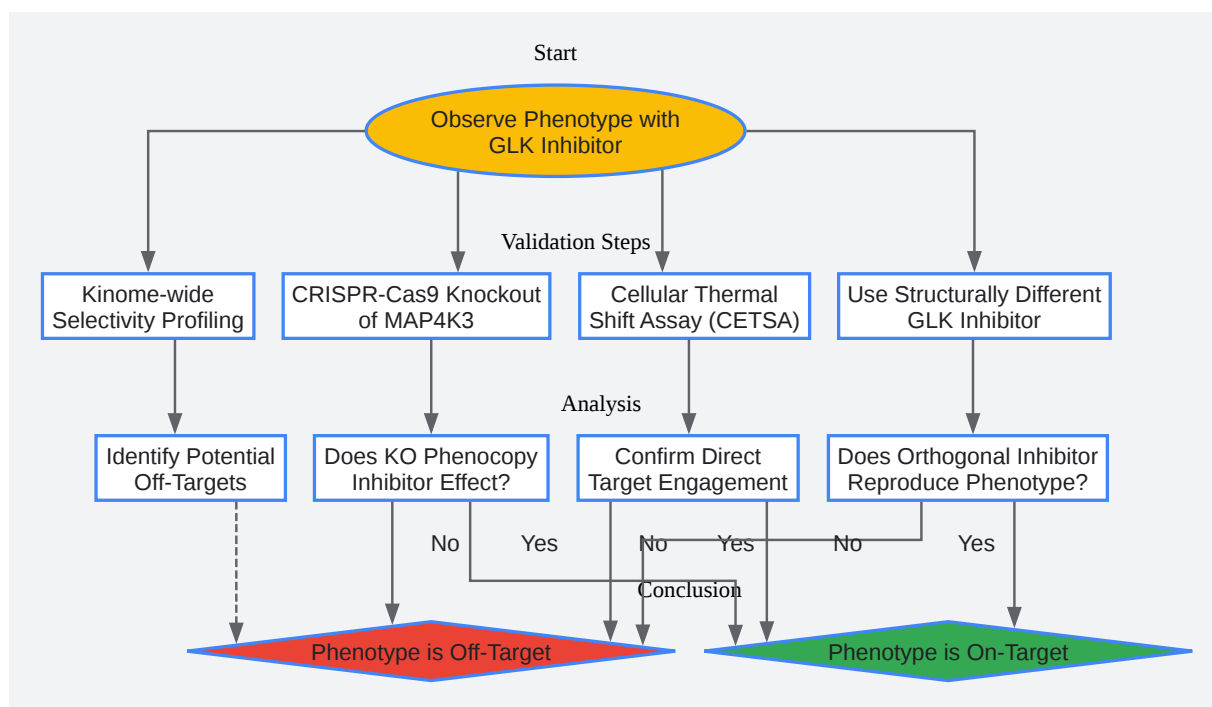 Start
Observe Phenotype with
GLK Inhibitor
Validation Steps
Kinome-wide
Selectivity Profiling
CRISPR-Cas9 Knockout
of MAP4K3
Cellular Thermal
Shift Assay (CETSA)
Use Structurally Different
GLK Inhibitor
Analysis
Identify Potential
Off-Targets
Does KO Phenocopy
Inhibitor Effect?
Confirm Direct
Target Engagement
Does Orthogonal Inhibitor
Reproduce Phenotype?
No
Yes
No
Yes
No
Yes
Conclusion
Phenotype is Off-Target
Phenotype is On-Target